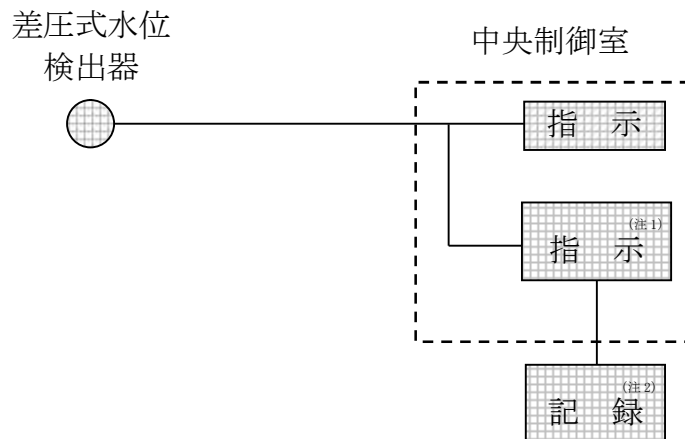 差圧式水位
検出器
中央制御室
指 示
(注1)
指 示
(注2)
記 録